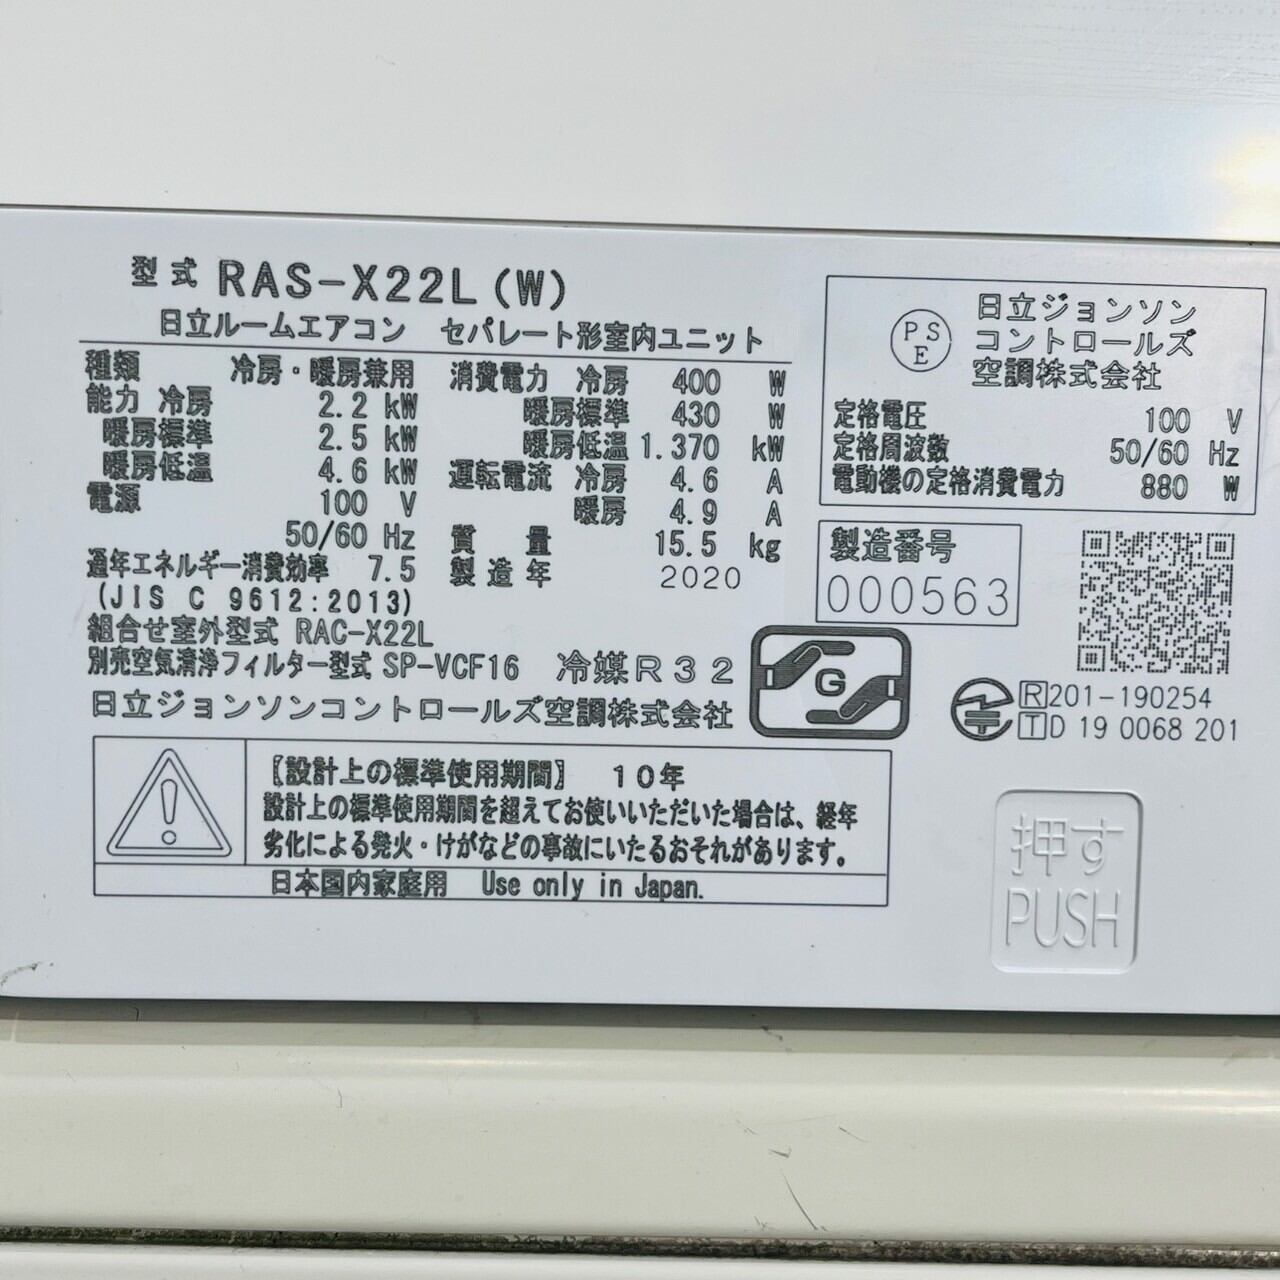 型式 RAS-X22L(W)
日立ルームエアコン セパレート形室内ユニット
種類 冷房・暖房兼用
能力 冷房 2.2 kW
暖房標準 2.5 kW
暖房低温 4.6 kW
電源 100 V
50/60 Hz
通年エネルギー消費効率 7.5
(JIS C 9612:2013)
組合せ室外型式 RAC-X22L
別売空気清浄フィルター型式 SP-VCF16 冷媒R32
日立ジョンソンコントロールズ空調株式会社
消費電力 冷房 400 W
暖房標準 430 W
暖房低温 1.370 kW
運転電流 冷房 4.6 A
暖房 4.9 A
質量 15.5 kg
製造年 2020
G
PSE
日立ジョンソン
コントロールズ
空調株式会社
定格電圧 100 V
定格周波数 50/60 Hz
電動機の定格消費電力 880 W
製造番号
000563
R 201-190254
T D 19 0068 201
【設計上の標準使用期間】 10年
設計上の標準使用期間を超えてお使いいただいた場合は、経年
劣化による発火・けがなどの事故にいたるおそれがあります。
日本国内家庭用 Use only in Japan.
押す
PUSH